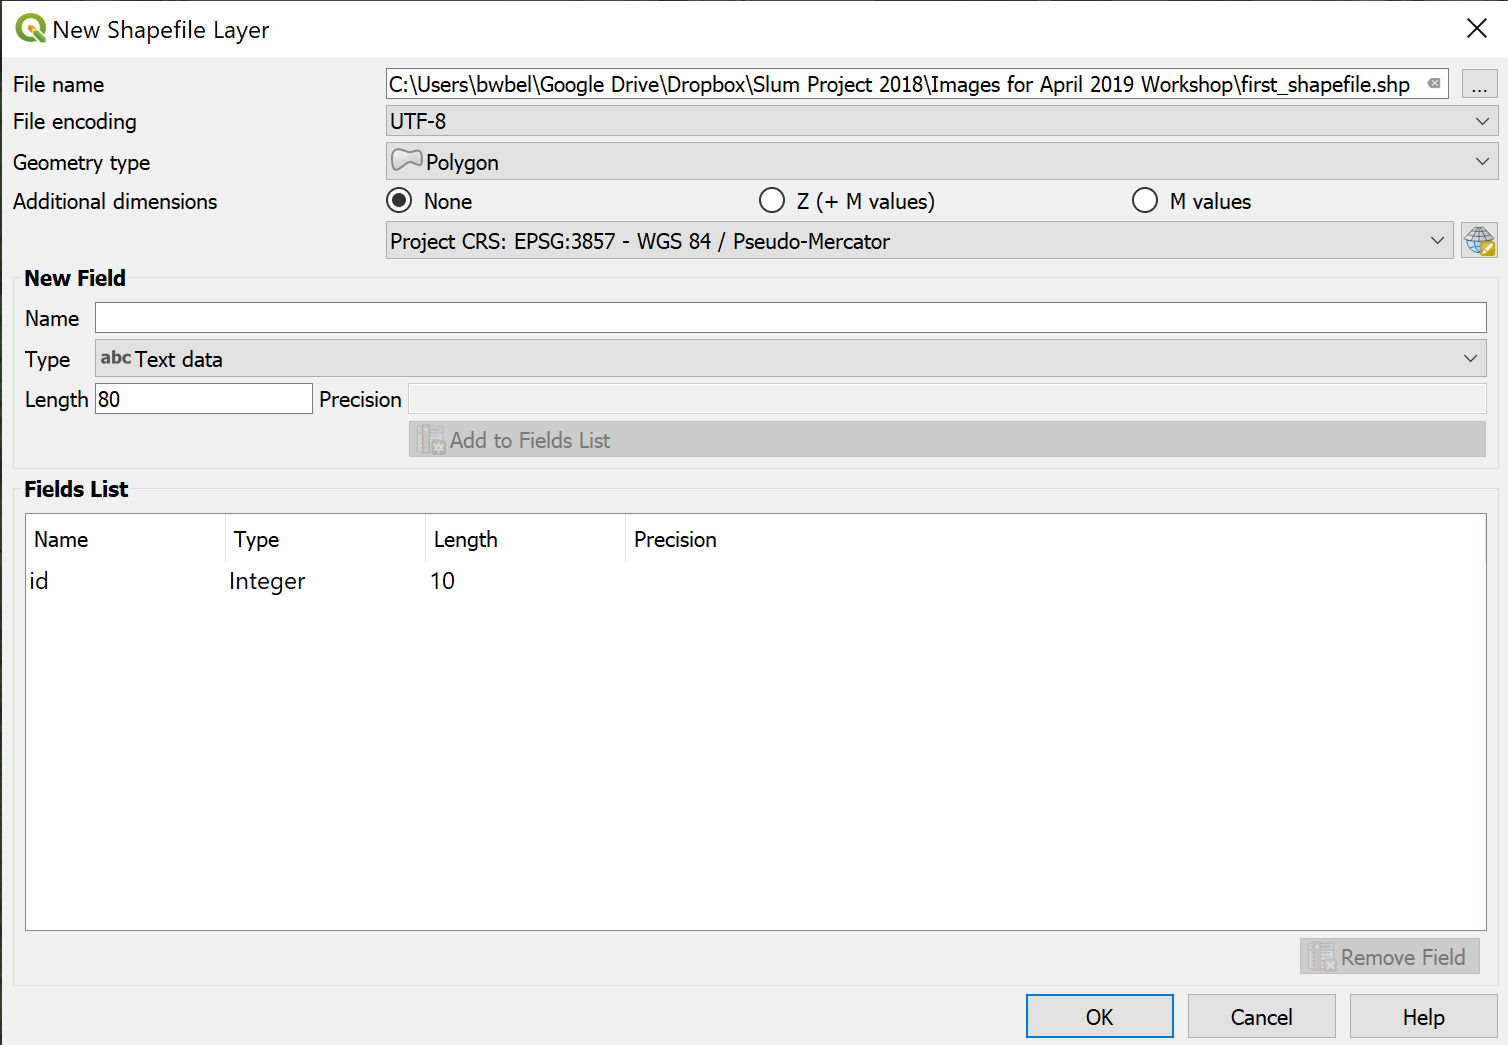 New Shapefile Layer
File name C:\Users\bwbel\Google Drive\Dropbox\Slum Project 2018\Images for April 2019 Workshop\first_shapefile.shp ...
File encoding UTF-8
Geometry type Polygon
Additional dimensions None Z (+ M values) M values
Project CRS: EPSG:3857 - WGS 84 / Pseudo-Mercator
New Field
Name
Type abc Text data
Length 80 Precision
Add to Fields List
Fields List
Name Type Length Precision
id Integer 10
Remove Field
OK Cancel Help